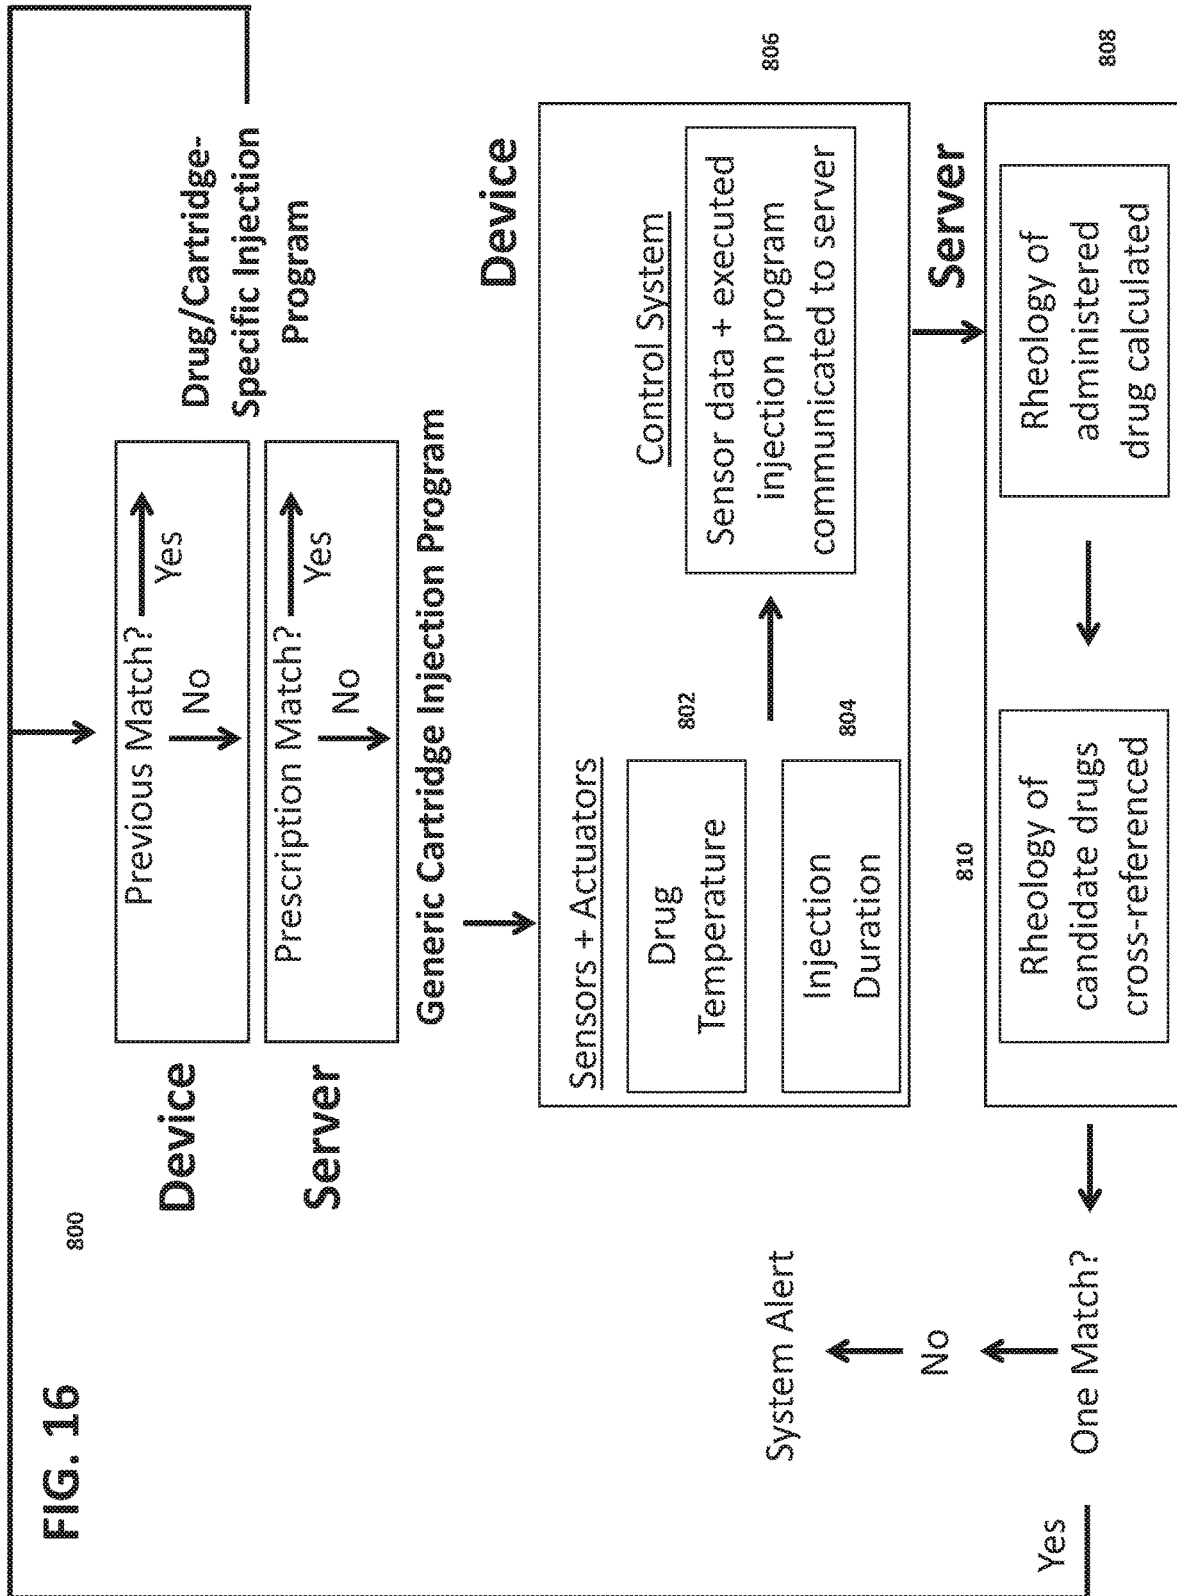 FIG. 16
800
Device
Previous Match?
Yes
No
Server
Prescription Match?
Yes
No
Drug/Cartridge-
Specific Injection
Program
Generic Cartridge Injection Program
Device
Sensors + Actuators
Drug
Temperature
802
Injection
Duration
804
Control System
Sensor data + executed
injection program
communicated to server
806
Server
Rheology of
administered
drug calculated
808
Rheology of
candidate drugs
cross-referenced
810
One Match?
No
System Alert
Yes